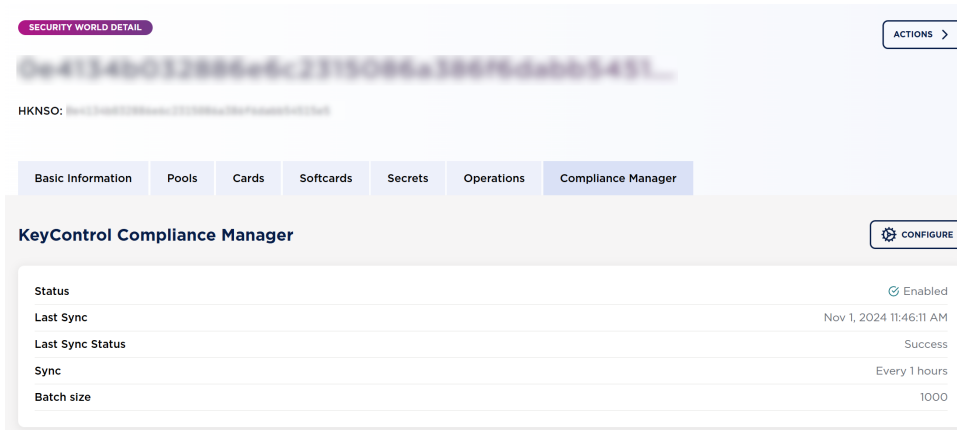 SECURITY WORLD DETAIL
ACTIONS
HKNSO:
Basic Information Pools Cards Softcards Secrets Operations Compliance Manager
KeyControl Compliance Manager
CONFIGURE
Status Enabled
Last Sync Nov 1, 2024 11:46:11 AM
Last Sync Status Success
Sync Every 1 hours
Batch size 1000